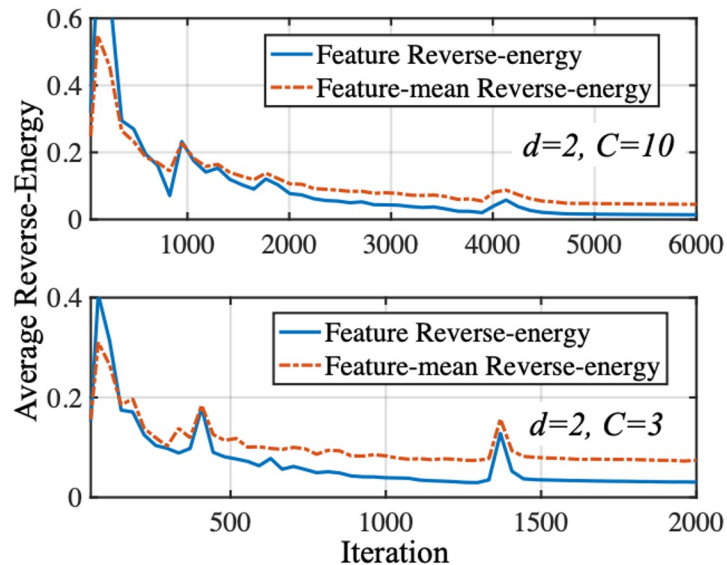 Average Reverse-Energy
0.6
0.4
0.2
0
Feature Reverse-energy
Feature-mean Reverse-energy
d=2, C=10
1000 2000 3000 4000 5000 6000
0.4
0.2
0
Feature Reverse-energy
Feature-mean Reverse-energy
d=2, C=3
500 1000 1500 2000
Iteration